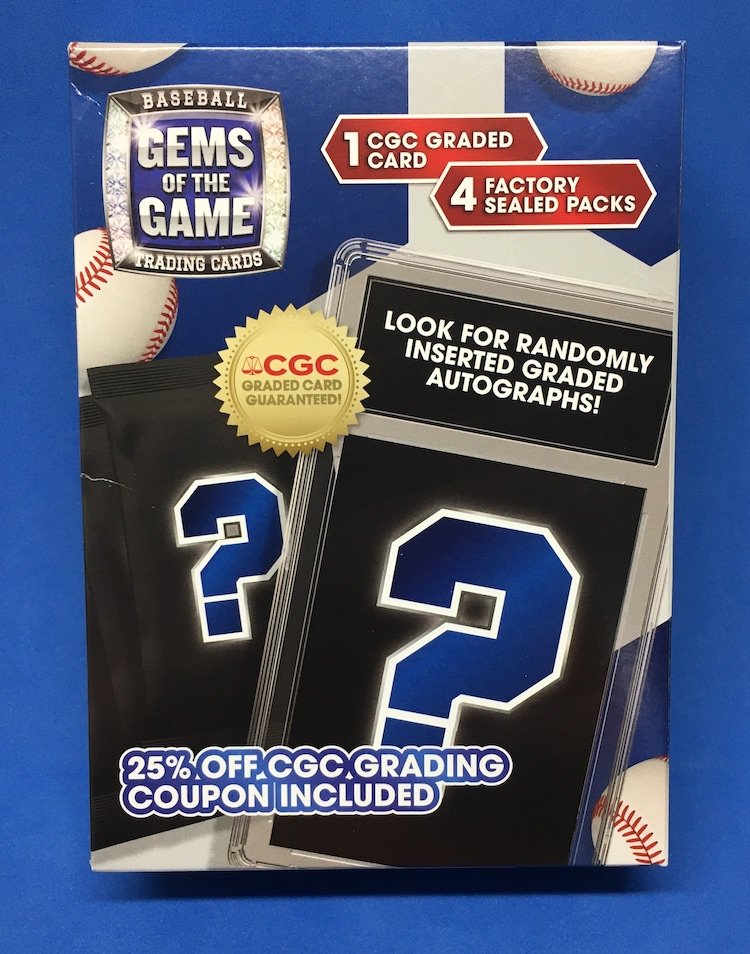 BASEBALL
GEMS
OF THE
GAME
TRADING CARDS
1 CGC GRADED
CARD
4 FACTORY
SEALED PACKS
LOOK FOR RANDOMLY
INSERTED GRADED
AUTOGRAPHS!
CGC
GRADED CARD
GUARANTEED!
?
?
25% OFF CGC GRADING
COUPON INCLUDED